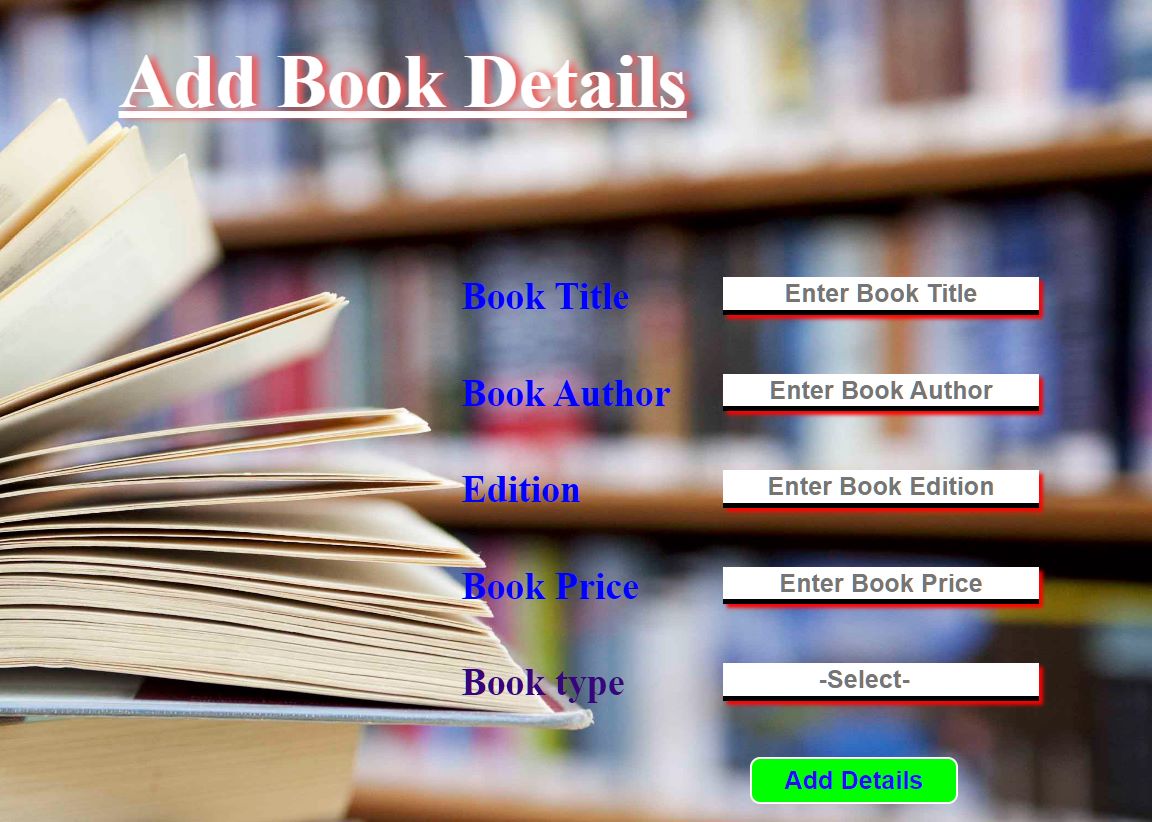 Add Book Details
Book Title Enter Book Title
Book Author Enter Book Author
Edition Enter Book Edition
Book Price Enter Book Price
Book type -Select-
Add Details